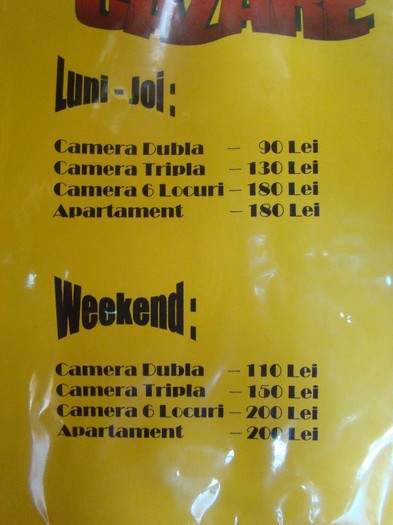 CAZARE
Luni - Joi :
Camera Dubla – 90 Lei
Camera Tripla – 130 Lei
Camera 6 Locuri – 180 Lei
Apartament – 180 Lei
Weekend :
Camera Dubla – 110 Lei
Camera Tripla – 150 Lei
Camera 6 Locuri – 200 Lei
Apartament – 200 Lei